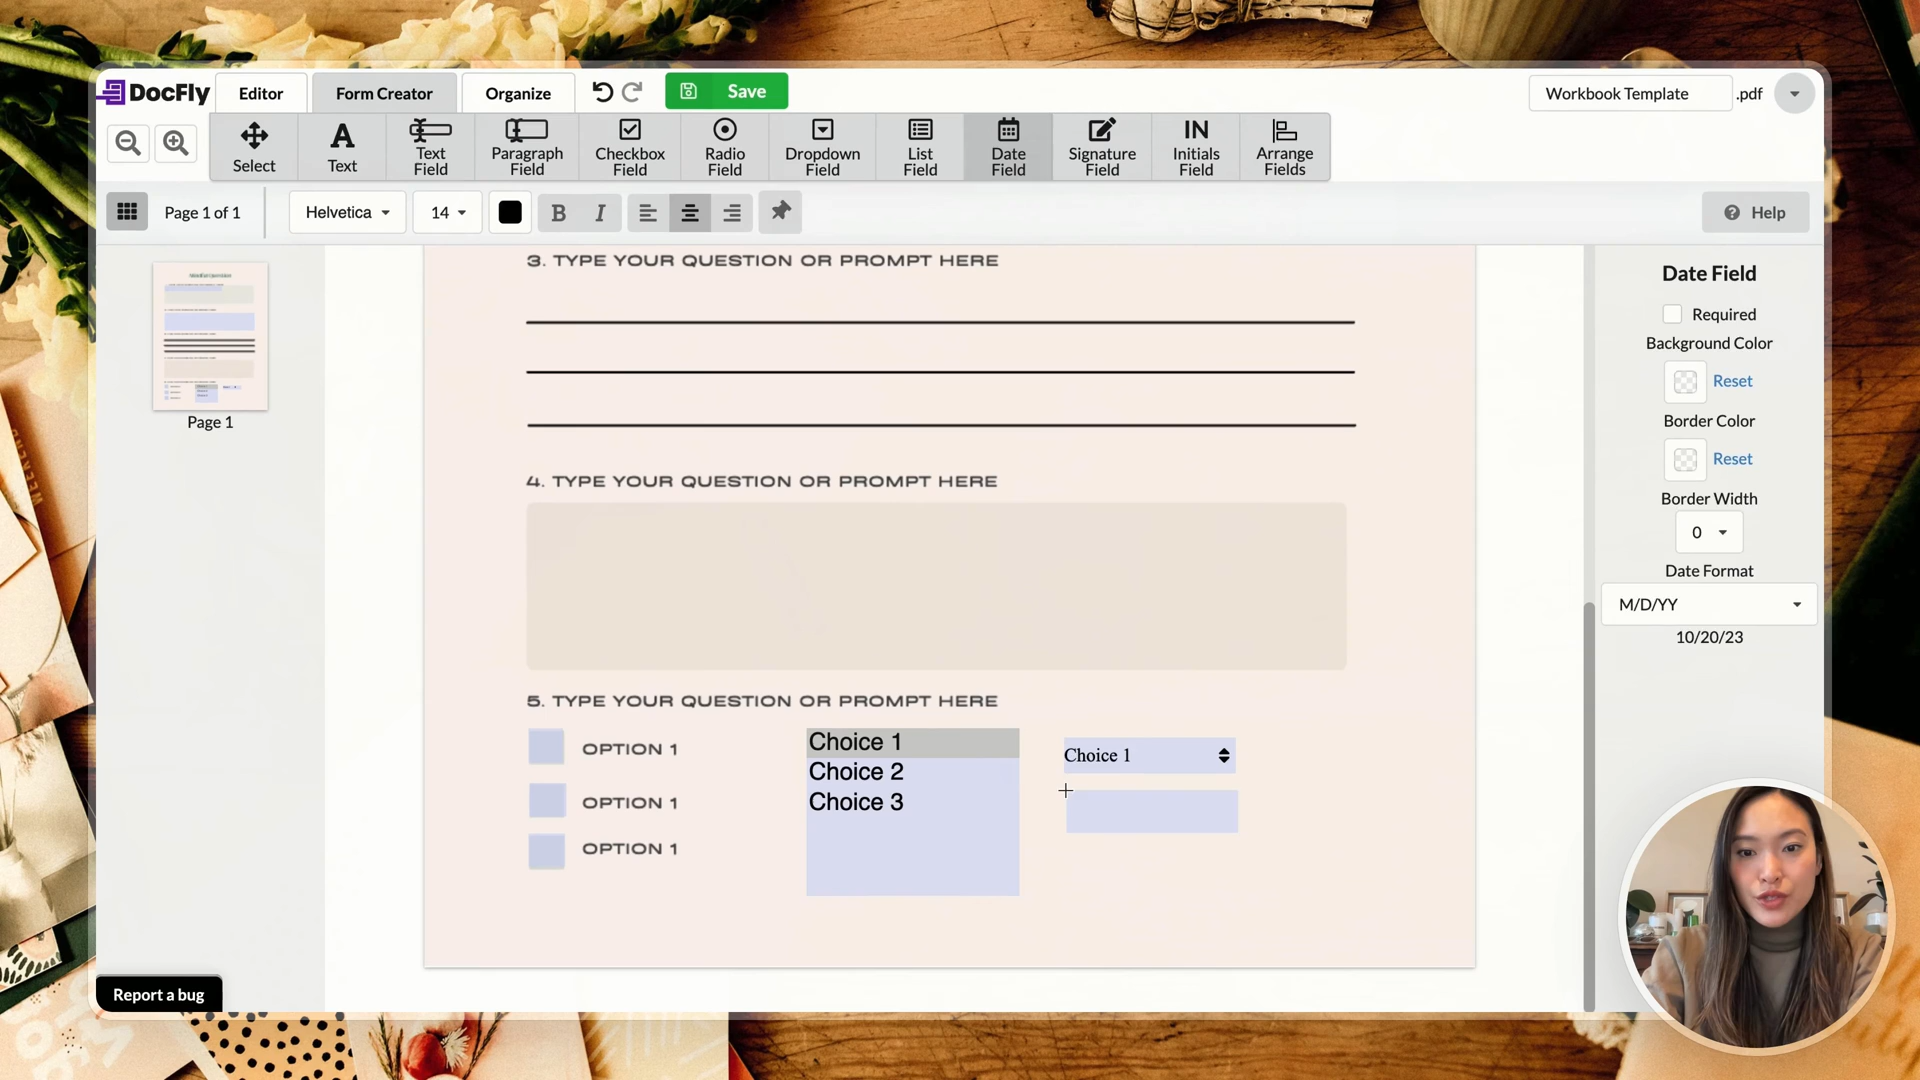 DocFly
Editor
Form Creator
Organize
Save
Workbook Template
.pdf
Select
Text
Text Field
Paragraph Field
Checkbox Field
Radio Field
Dropdown Field
List Field
Date Field
Signature Field
IN
Initials Field
Arrange Fields
Page 1 of 1
Helvetica
14
B
I
Help
Page 1
3. TYPE YOUR QUESTION OR PROMPT HERE
4. TYPE YOUR QUESTION OR PROMPT HERE
5. TYPE YOUR QUESTION OR PROMPT HERE
OPTION 1
OPTION 1
OPTION 1
Choice 1
Choice 2
Choice 3
Choice 1
Date Field
Required
Background Color
Reset
Border Color
Reset
Border Width
0
Date Format
M/D/YY
10/20/23
Report a bug